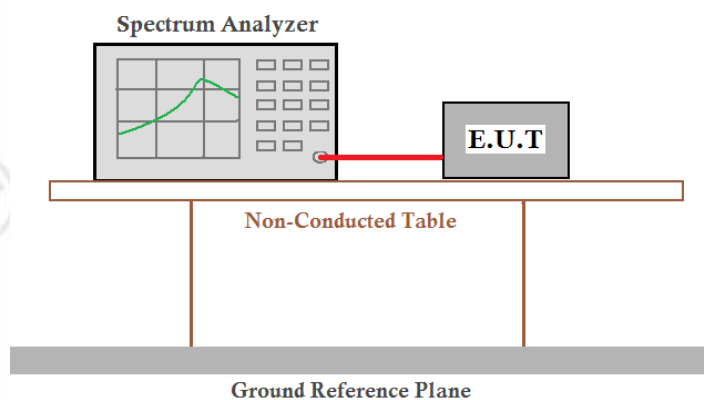 Spectrum Analyzer
E.U.T
Non-Conducted Table
Ground Reference Plane